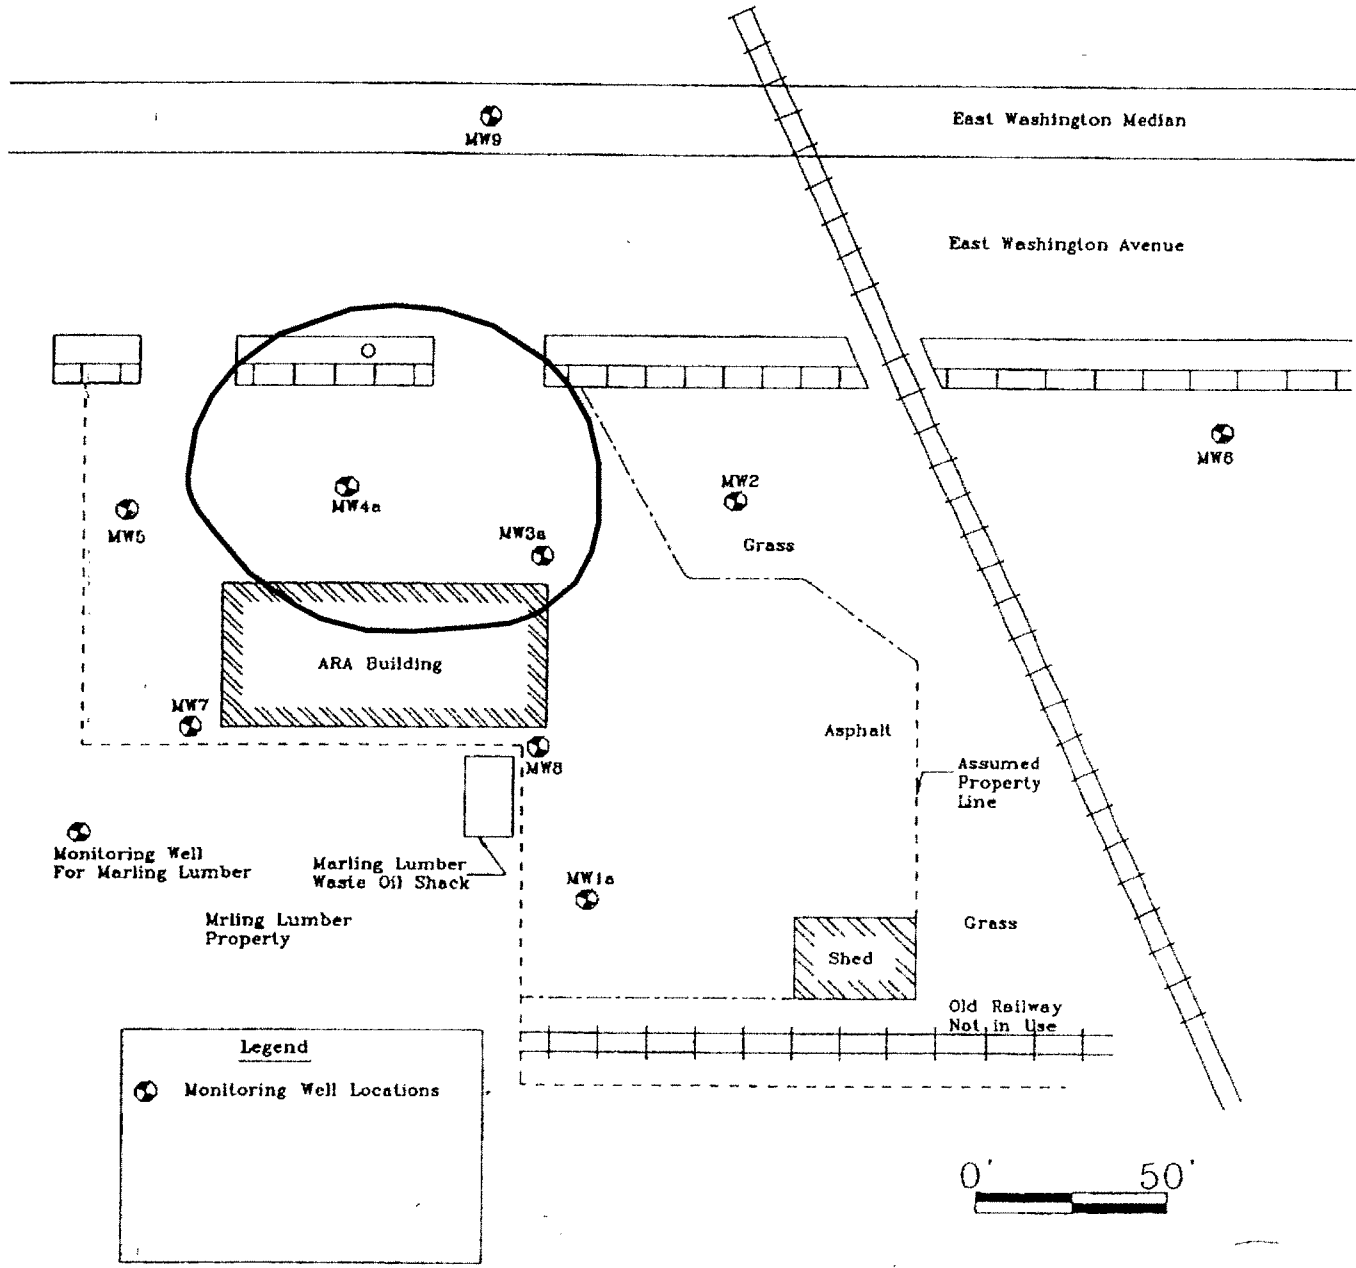 MW9
East Washington Median
East Washington Avenue
MW6
MW2
MW4a
MW5
MW3a
Grass
ARA Building
MW7
Asphalt
MW8
Assumed
Property
Line
Monitoring Well
For Marling Lumber
Marling Lumber
Waste Oil Shack
MW1a
Mrling Lumber
Property
Grass
Shed
Old Railway
Not in Use
Legend
Monitoring Well Locations
0' 50'